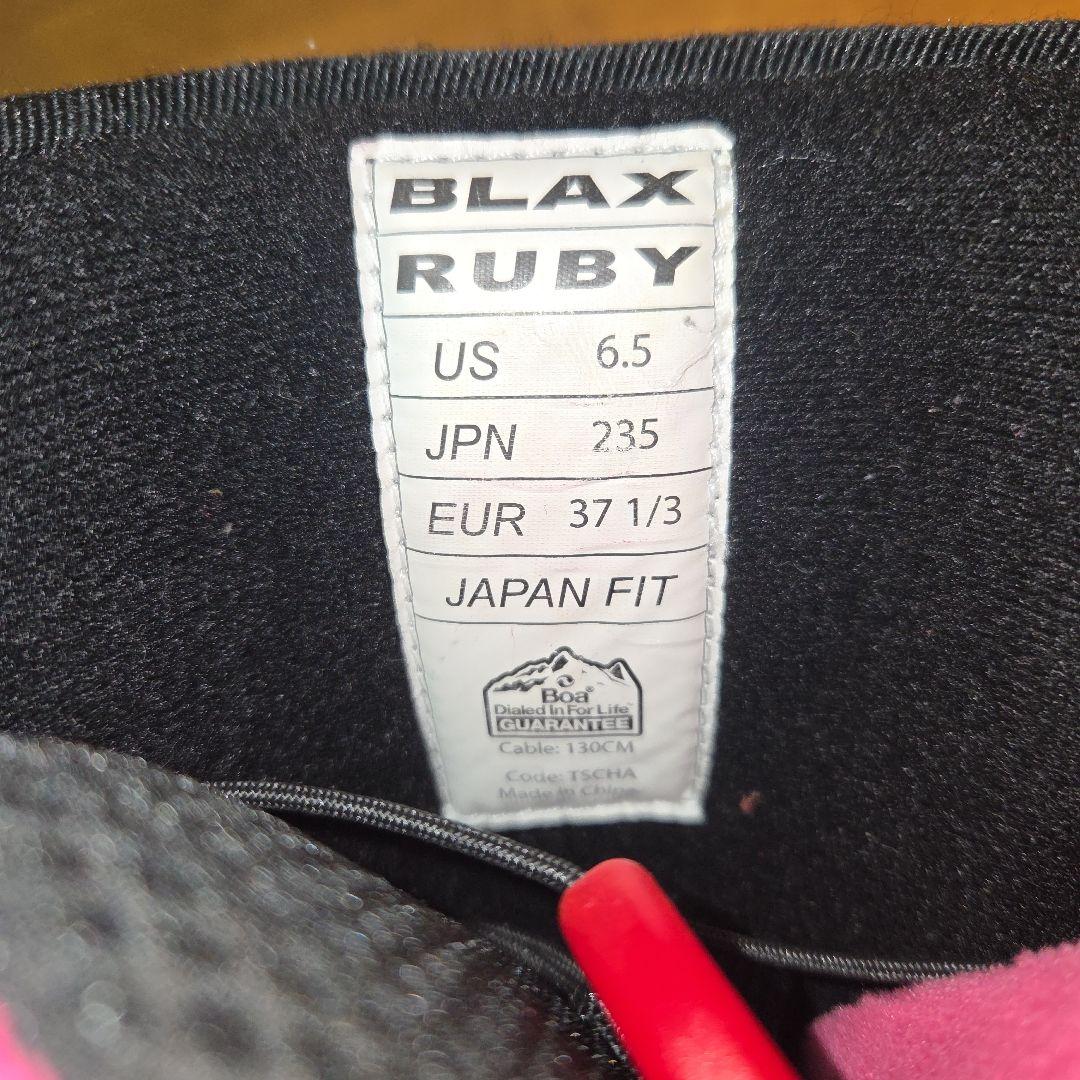 BLAX
RUBY
US 6.5
JPN 235
EUR 37 1/3
JAPAN FIT
Boa®
Dialed In For Life™
GUARANTEE
Cable: 130CM
Code: TSCHA
Made in China